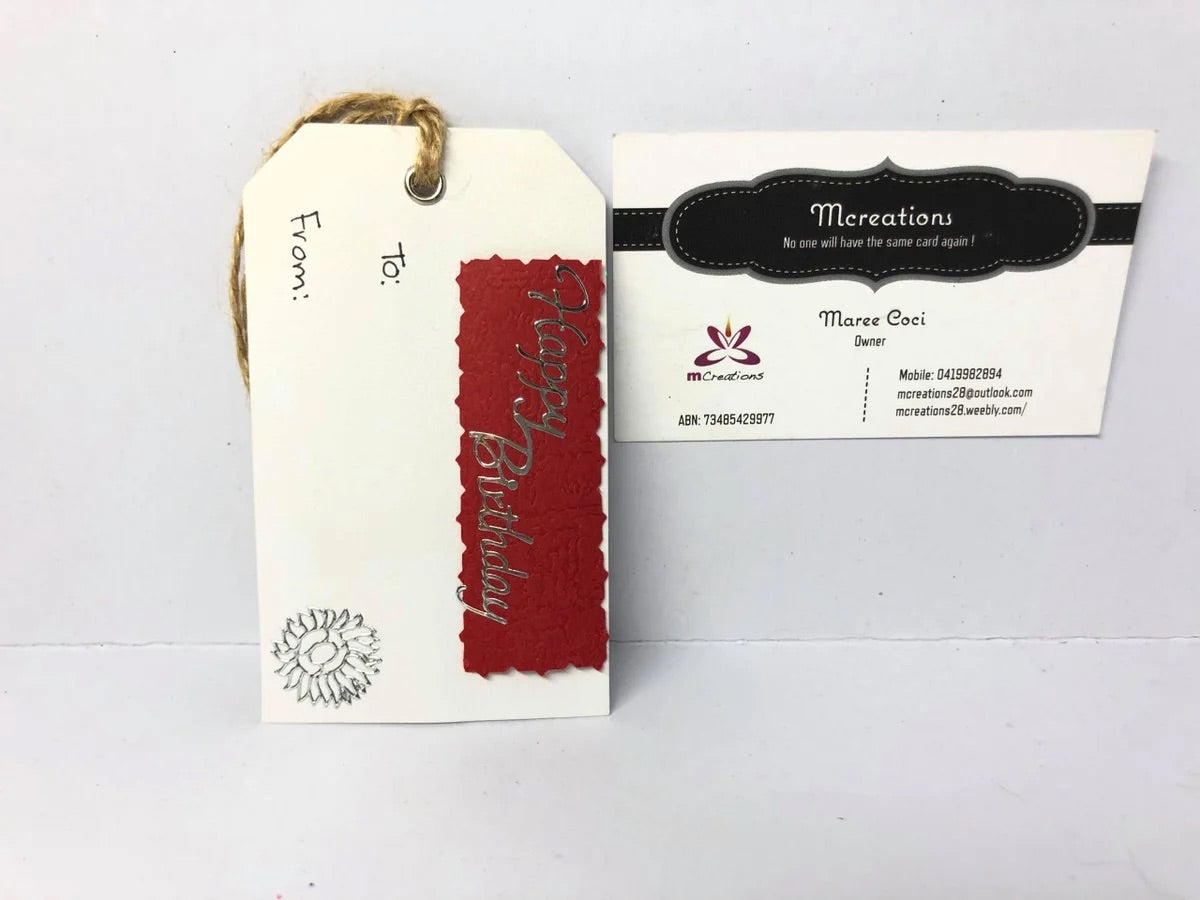 Happy
Birthday
To:
From:
Mcreations
No one will have the same card again !
Maree Coci
Owner
mCreations
ABN: 73485429977
Mobile: 0419982894
mcreations28@outlook.com
mcreations28.weebly.com/